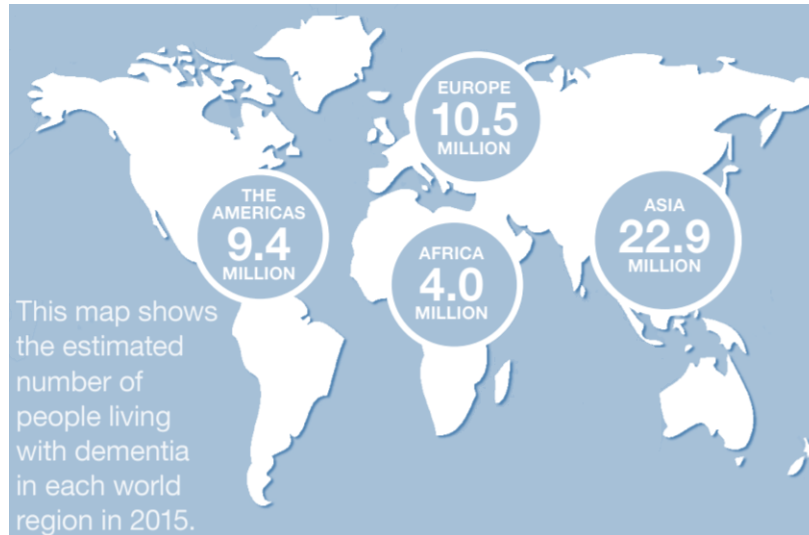 EUROPE
10.5
MILLION
THE
AMERICAS
9.4
MILLION
ASIA
22.9
MILLION
AFRICA
4.0
MILLION
This map shows
the estimated
number of
people living
with dementia
in each world
region in 2015.